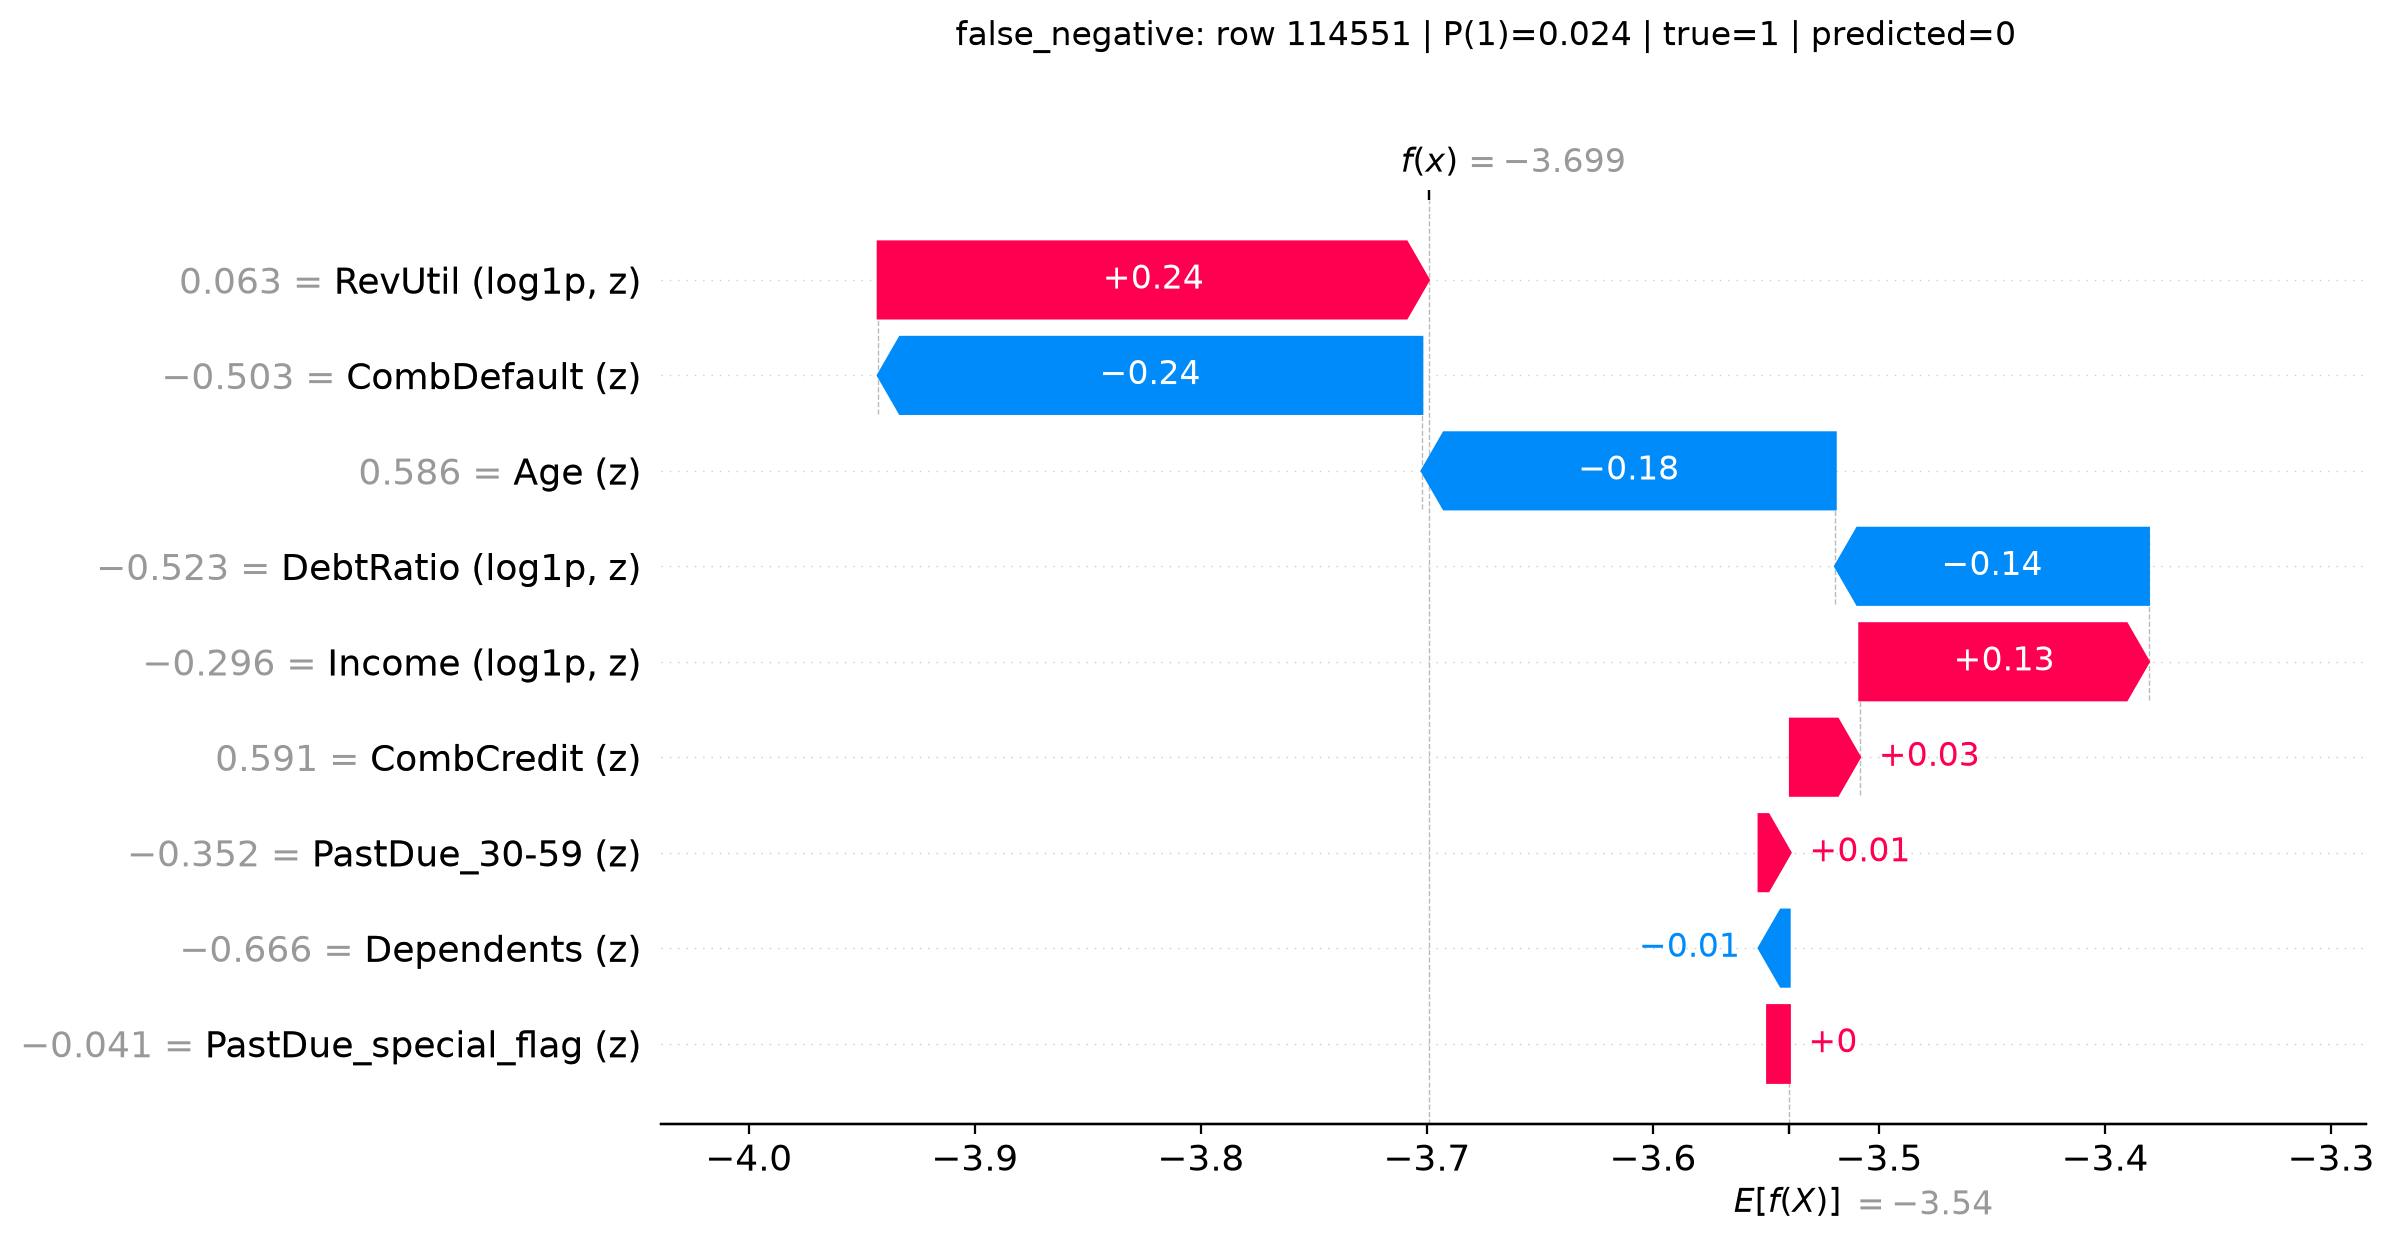 false_negative: row 114551 | P(1)=0.024 | true=1 | predicted=0
f(x) = −3.699
0.063 = RevUtil (log1p, z) +0.24
−0.503 = CombDefault (z) −0.24
0.586 = Age (z) −0.18
−0.523 = DebtRatio (log1p, z) −0.14
−0.296 = Income (log1p, z) +0.13
0.591 = CombCredit (z) +0.03
−0.352 = PastDue_30-59 (z) +0.01
−0.666 = Dependents (z) −0.01
−0.041 = PastDue_special_flag (z) +0
−4.0 −3.9 −3.8 −3.7 −3.6 −3.5 −3.4 −3.3
E[f(X)] = −3.54